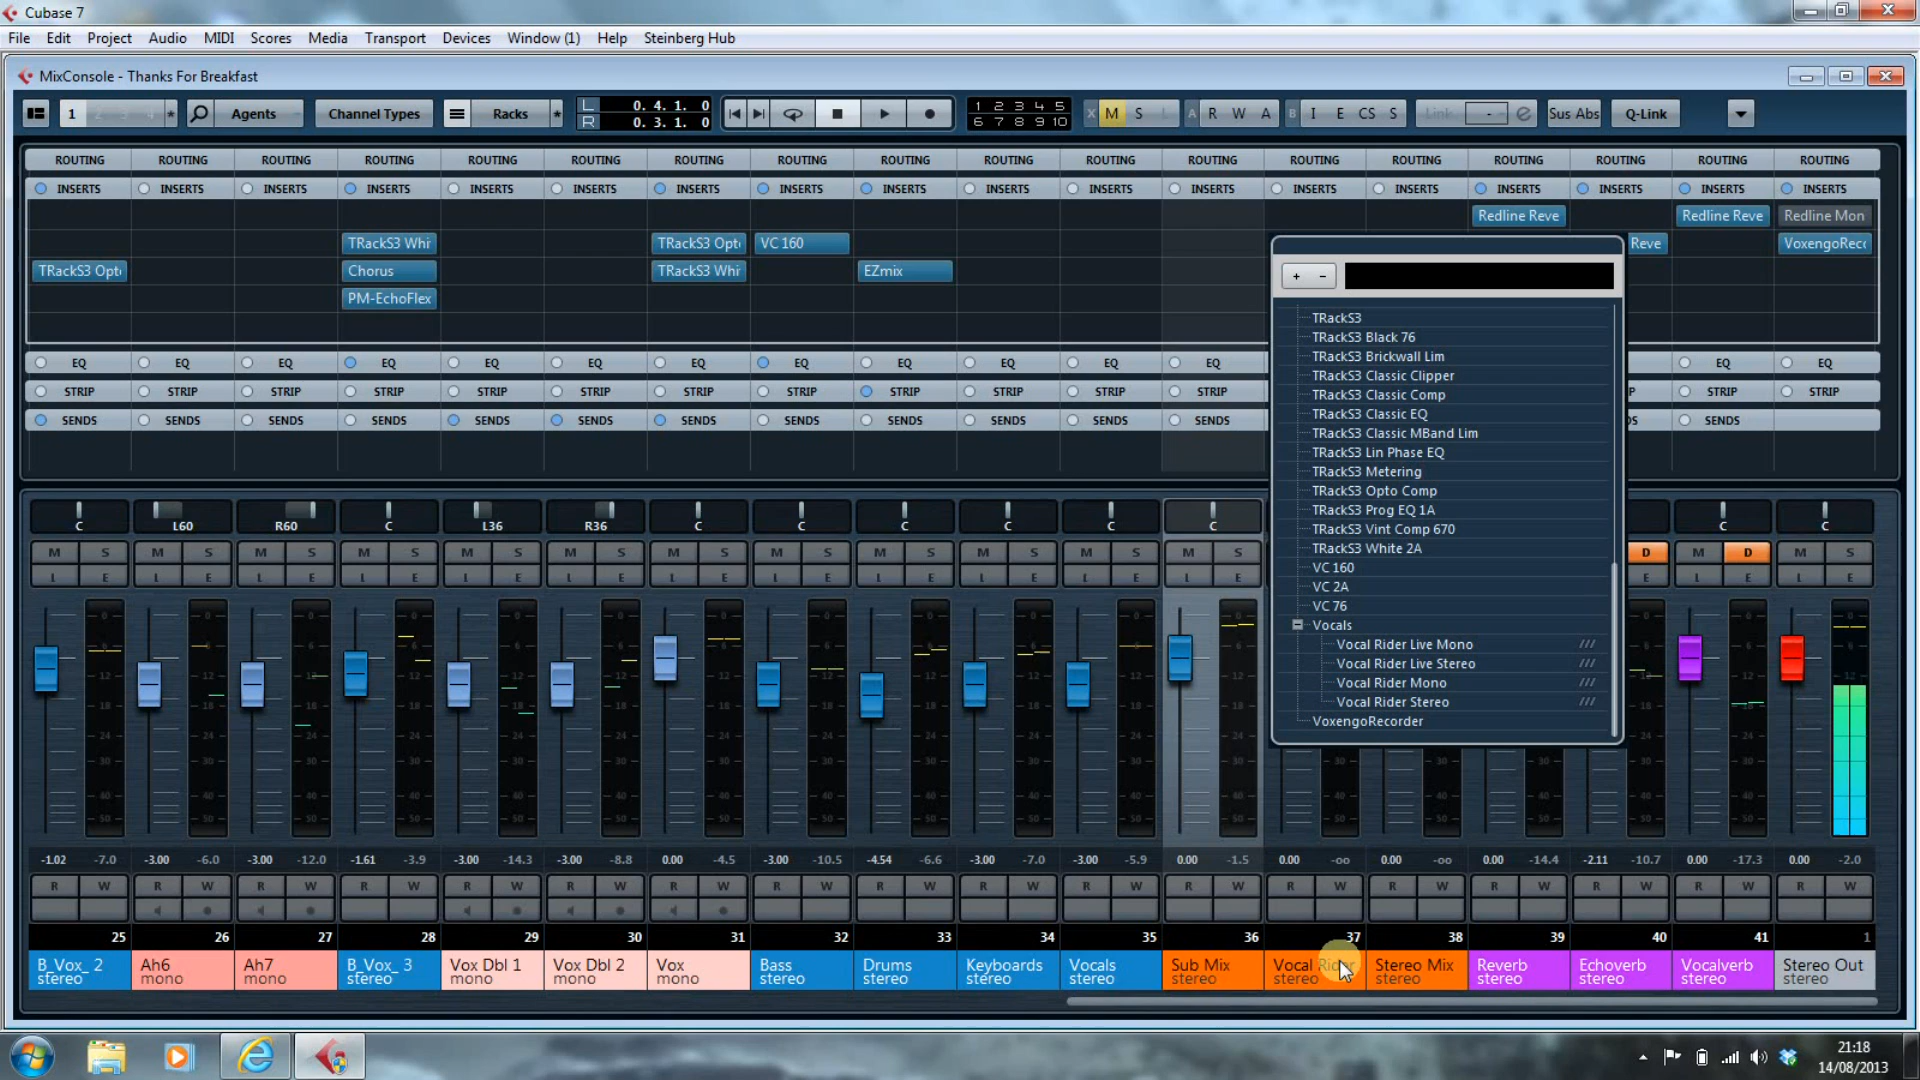 Cubase 7
File Edit Project Audio MIDI Scores Media Transport Devices Window (1) Help Steinberg Hub
MixConsole - Thanks For Breakfast
1 2 3 4 * Agents Channel Types Racks * L R 0. 4. 1. 0 0. 3. 1. 0 1 2 3 4 5 6 7 8 9 10 X M S L A R W A B I E CS S Link - Sus Abs Q-Link
ROUTING ROUTING ROUTING ROUTING ROUTING ROUTING ROUTING ROUTING ROUTING ROUTING ROUTING ROUTING ROUTING ROUTING ROUTING ROUTING ROUTING ROUTING
INSERTS INSERTS INSERTS INSERTS INSERTS INSERTS INSERTS INSERTS INSERTS INSERTS INSERTS INSERTS INSERTS INSERTS INSERTS INSERTS INSERTS INSERTS
Redline Reve Redline Reve Redline Mon
TRackS3 Whi TRackS3 Opt VC 160 Reve VoxengoRec
TRackS3 Opt Chorus TRackS3 Whi EZmix
PM-EchoFlex
EQ EQ EQ EQ EQ EQ EQ EQ EQ EQ EQ EQ EQ EQ
STRIP STRIP STRIP STRIP STRIP STRIP STRIP STRIP STRIP STRIP STRIP STRIP P STRIP STRIP
SENDS SENDS SENDS SENDS SENDS SENDS SENDS SENDS SENDS SENDS SENDS SENDS DS SENDS
+ -
TRackS3
TRackS3 Black 76
TRackS3 Brickwall Lim
TRackS3 Classic Clipper
TRackS3 Classic Comp
TRackS3 Classic EQ
TRackS3 Classic MBand Lim
TRackS3 Lin Phase EQ
TRackS3 Metering
TRackS3 Opto Comp
TRackS3 Prog EQ 1A
TRackS3 Vint Comp 670
TRackS3 White 2A
VC 160
VC 2A
VC 76
Vocals
Vocal Rider Live Mono ///
Vocal Rider Live Stereo ///
Vocal Rider Mono ///
Vocal Rider Stereo ///
VoxengoRecorder
C L60 R60 C L36 R36 C C C C C C C C
M S M S M S M S M S M S M S M S M S M S M S M S D M D M S
L E L E L E L E L E L E L E L E L E L E L E L E E L E L E
-1.02 -7.0 -3.00 -6.0 -3.00 -12.0 -1.61 -3.9 -3.00 -14.3 -3.00 -8.8 0.00 -4.5 -3.00 -10.5 -4.54 -6.6 -3.00 -7.0 -3.00 -5.9 0.00 -1.5 0.00 -oo 0.00 -oo 0.00 -14.4 -2.11 -10.7 0.00 -17.3 0.00 -2.0
R W R W R W R W R W R W R W R W R W R W R W R W R W R W R W R W R W R W
25 26 27 28 29 30 31 32 33 34 35 36 37 38 39 40 41 1
B_Vox_ 2 Ah6 Ah7 B_Vox_ 3 Vox Dbl 1 Vox Dbl 2 Vox Bass Drums Keyboards Vocals Sub Mix Vocal Rider Stereo Mix Reverb Echoverb Vocalverb Stereo Out
stereo mono mono stereo mono mono mono stereo stereo stereo stereo stereo stereo stereo stereo stereo stereo stereo
21:18
14/08/2013